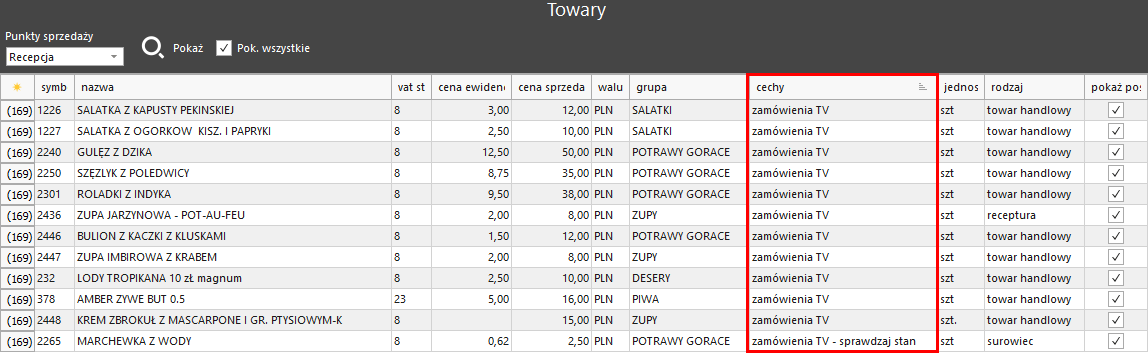 Towary
Punkty sprzedaży
Recepcja Pokaż Pok. wszystkie
symb nazwa vat st cena ewidenc cena sprzeda walu grupa cechy jednos rodzaj pokaż pos
(169) 1226 SALATKA Z KAPUSTY PEKINSKIEJ 8 3,00 12,00 PLN SALATKI zamówienia TV szt towar handlowy
(169) 1227 SALATKA Z OGORKOW KISZ. I PAPRYKI 8 2,50 10,00 PLN SALATKI zamówienia TV szt towar handlowy
(169) 2240 GULĘZ Z DZIKA 8 12,50 50,00 PLN POTRAWY GORACE zamówienia TV szt towar handlowy
(169) 2250 SZĘZLYK Z POLEDWICY 8 8,75 35,00 PLN POTRAWY GORACE zamówienia TV szt towar handlowy
(169) 2301 ROLADKI Z INDYKA 8 9,50 38,00 PLN POTRAWY GORACE zamówienia TV szt towar handlowy
(169) 2436 ZUPA JARZYNOWA - POT-AU-FEU 8 2,00 8,00 PLN ZUPY zamówienia TV szt receptura
(169) 2446 BULION Z KACZKI Z KLUSKAMI 8 1,50 12,00 PLN POTRAWY GORACE zamówienia TV szt towar handlowy
(169) 2447 ZUPA IMBIROWA Z KRABEM 8 2,00 8,00 PLN ZUPY zamówienia TV szt towar handlowy
(169) 232 LODY TROPIKANA 10 zŁ magnum 8 2,50 10,00 PLN DESERY zamówienia TV szt towar handlowy
(169) 378 AMBER ZYWE BUT 0.5 23 5,00 16,00 PLN PIWA zamówienia TV szt towar handlowy
(169) 2448 KREM ZBROKUŁ Z MASCARPONE I GR. PTYSIOWYM-K 8 15,00 PLN ZUPY zamówienia TV szt. towar handlowy
(169) 2265 MARCHEWKA Z WODY 8 0,62 2,50 PLN POTRAWY GORACE zamówienia TV - sprawdzaj stan szt surowiec